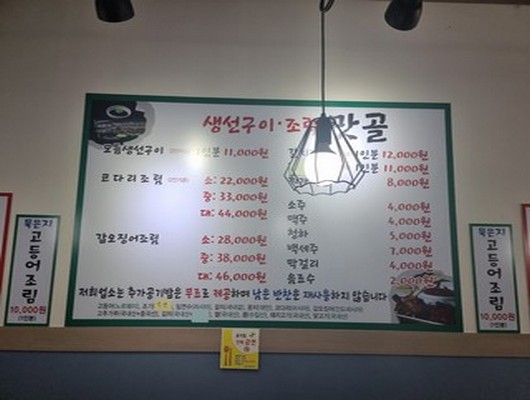 생선구이·조림 맛골
모듬생선구이 1인분 11,000원
코다리조림 소: 22,000원
중: 33,000원
대: 44,000원
갑오징어조림 소: 28,000원
중: 38,000원
대: 46,000원
1인분 12,000원
1인분 11,000원
8,000원
소주 4,000원
맥주 4,000원
청하 5,000원
백세주 7,000원
막걸리 4,000원
음료수 2,000원
저희업소는 추가공기밥은 무료로 제공하며 남은 반찬은 재사용하지 않습니다
묵은지
고등어조림
10,000원
(1인분)
묵은지
고등어조림
10,000원
(1인분)